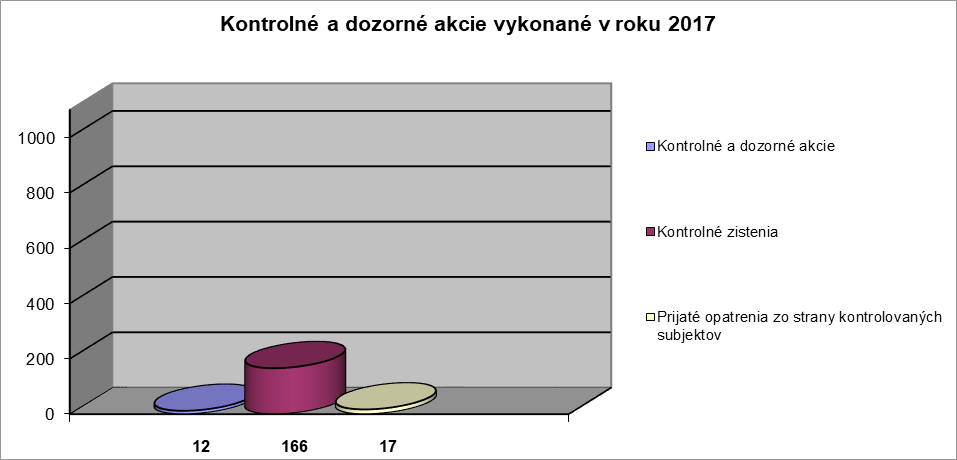 Kontrolné a dozorné akcie vykonané v roku 2017
1000
800
600
400
200
0
12 166 17
Kontrolné a dozorné akcie
Kontrolné zistenia
Prijaté opatrenia zo strany kontrolovaných
subjektov